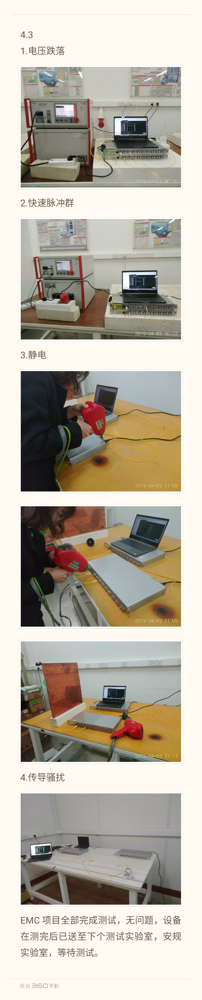 4.3
1.电压跌落
2019-04-03 10:30
2.快速脉冲群
2019-04-03 10:33
3.静电
2019-04-03 11:08
2019-04-03 11:09
2019-04-03 11:11
4.传导骚扰
EMC 项目全部完成测试，无问题，设备
在测完后已送至下个测试实验室，安规
实验室，等待测试。
来自360手机